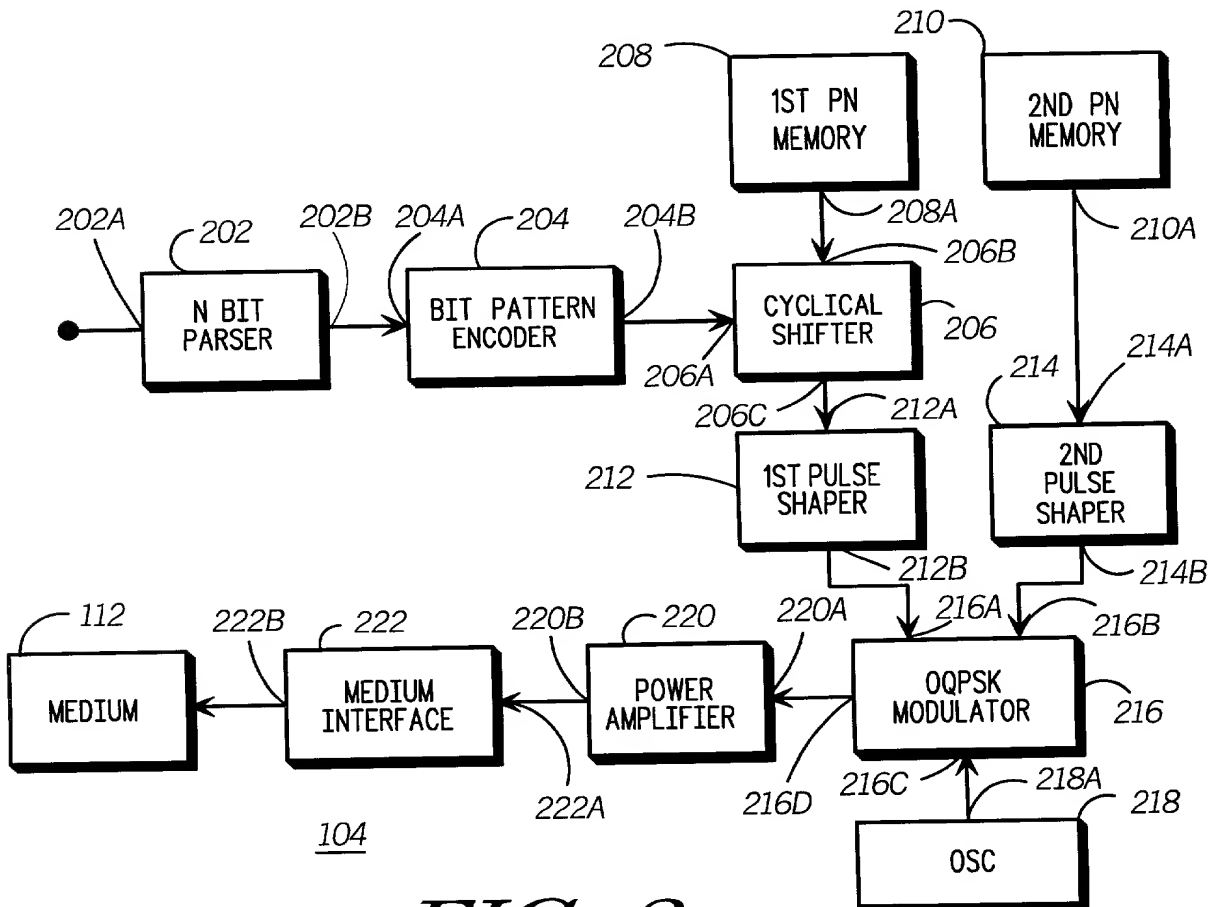 208
210
1ST PN
MEMORY
2ND PN
MEMORY
202A
202
202B
204A
204
204B
208A
206B
210A
N BIT
PARSER
BIT PATTERN
ENCODER
CYCLICAL
SHIFTER
206
206A
206C
212A
214
214A
212
1ST PULSE
SHAPER
2ND
PULSE
SHAPER
212B
214B
112
222B
222
220B
220
220A
216A
216B
MEDIUM
MEDIUM
INTERFACE
POWER
AMPLIFIER
OQPSK
MODULATOR
216
222A
216D
216C
218A
218
104
OSC